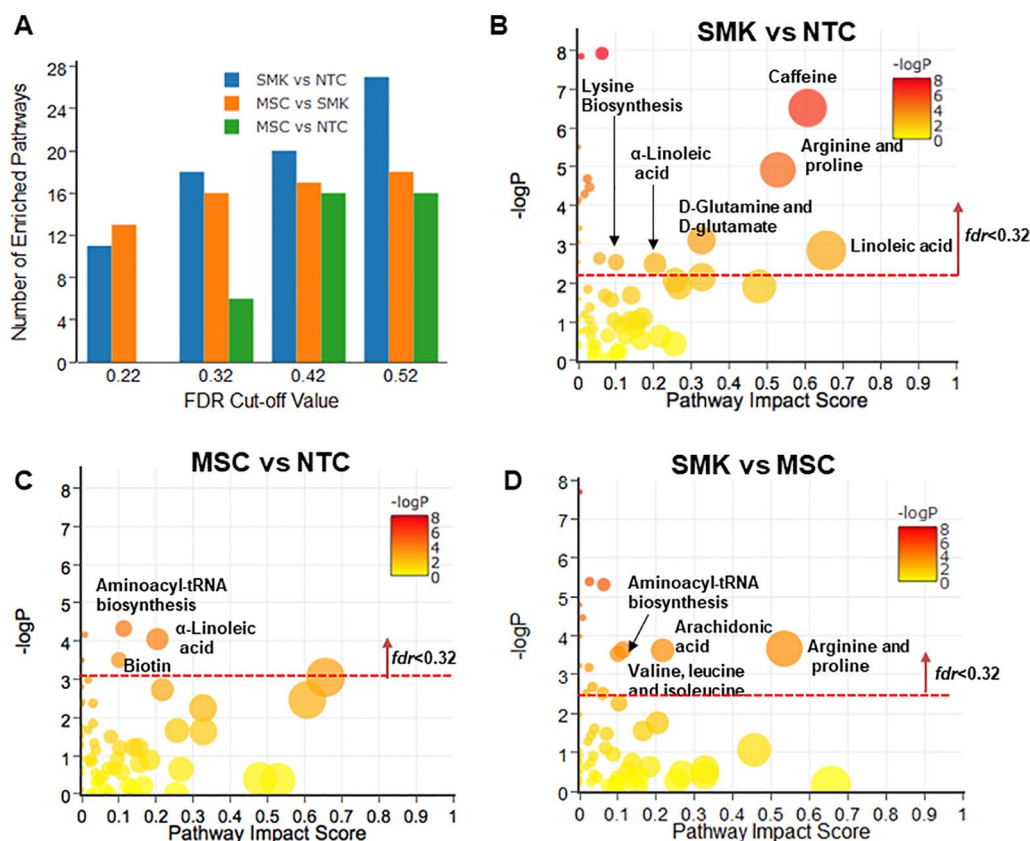 A
28
24
20
16
12
8
4
0
Number of Enriched Pathways
SMK vs NTC
MSC vs SMK
MSC vs NTC
0.22 0.32 0.42 0.52
FDR Cut-off Value
B
SMK vs NTC
8
7
6
5
4
3
2
1
0
-logP
Lysine
Biosynthesis
α-Linoleic
acid
Caffeine
Arginine and
proline
D-Glutamine and
D-glutamate
Linoleic acid
-logP
8
6
4
2
0
fdr<0.32
0 0.1 0.2 0.3 0.4 0.5 0.6 0.7 0.8 0.9 1
Pathway Impact Score
C
MSC vs NTC
8
7
6
5
4
3
2
1
0
-logP
Aminoacyl-tRNA
biosynthesis
α-Linoleic
acid
Biotin
-logP
8
6
4
2
0
fdr<0.32
0 0.1 0.2 0.3 0.4 0.5 0.6 0.7 0.8 0.9 1
Pathway Impact Score
D
SMK vs MSC
8
7
6
5
4
3
2
1
0
-logP
Aminoacyl-tRNA
biosynthesis
Arachidonic
acid
Valine, leucine
and isoleucine
Arginine and
proline
-logP
8
6
4
2
0
fdr<0.32
0 0.1 0.2 0.3 0.4 0.5 0.6 0.7 0.8 0.9 1
Pathway Impact Score